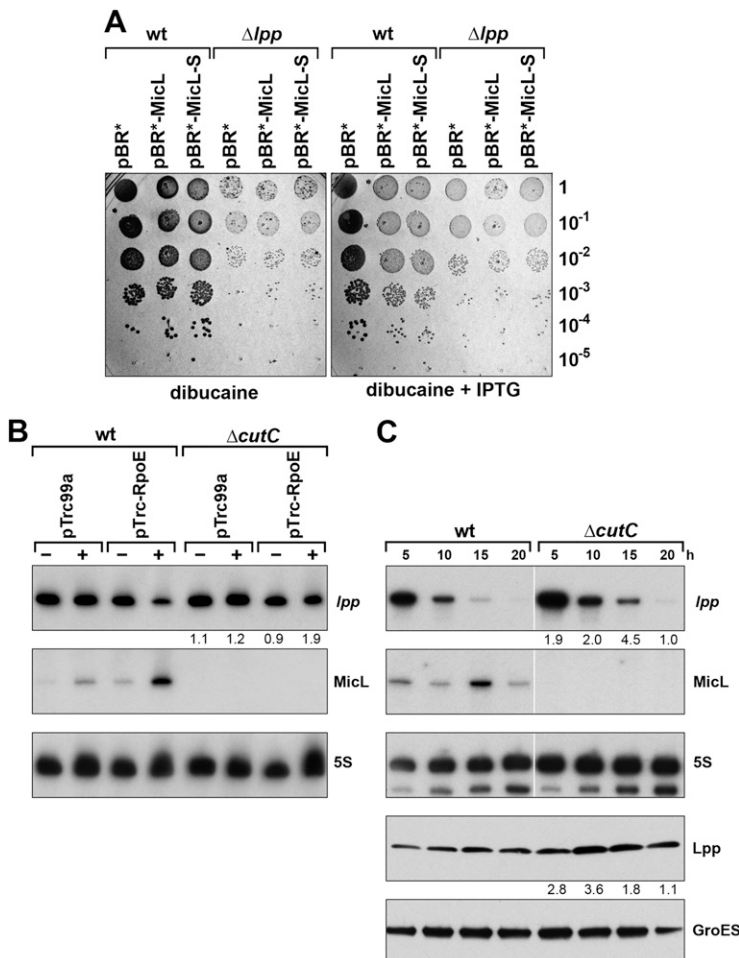 A
wt Δlpp wt Δlpp
pBR* pBR*-MicL pBR*-MicL-S pBR* pBR*-MicL pBR*-MicL-S pBR* pBR*-MicL pBR*-MicL-S pBR* pBR*-MicL pBR*-MicL-S
1
10-1
10-2
10-3
10-4
10-5
dibucaine dibucaine + IPTG
B
wt ΔcutC
pTrc99a pTrc-RpoE pTrc99a pTrc-RpoE
– + – + – + – +
lpp
1.1 1.2 0.9 1.9
MicL
5S
C
wt ΔcutC
5 10 15 20 5 10 15 20 h
lpp
1.9 2.0 4.5 1.0
MicL
5S
Lpp
2.8 3.6 1.8 1.1
GroES